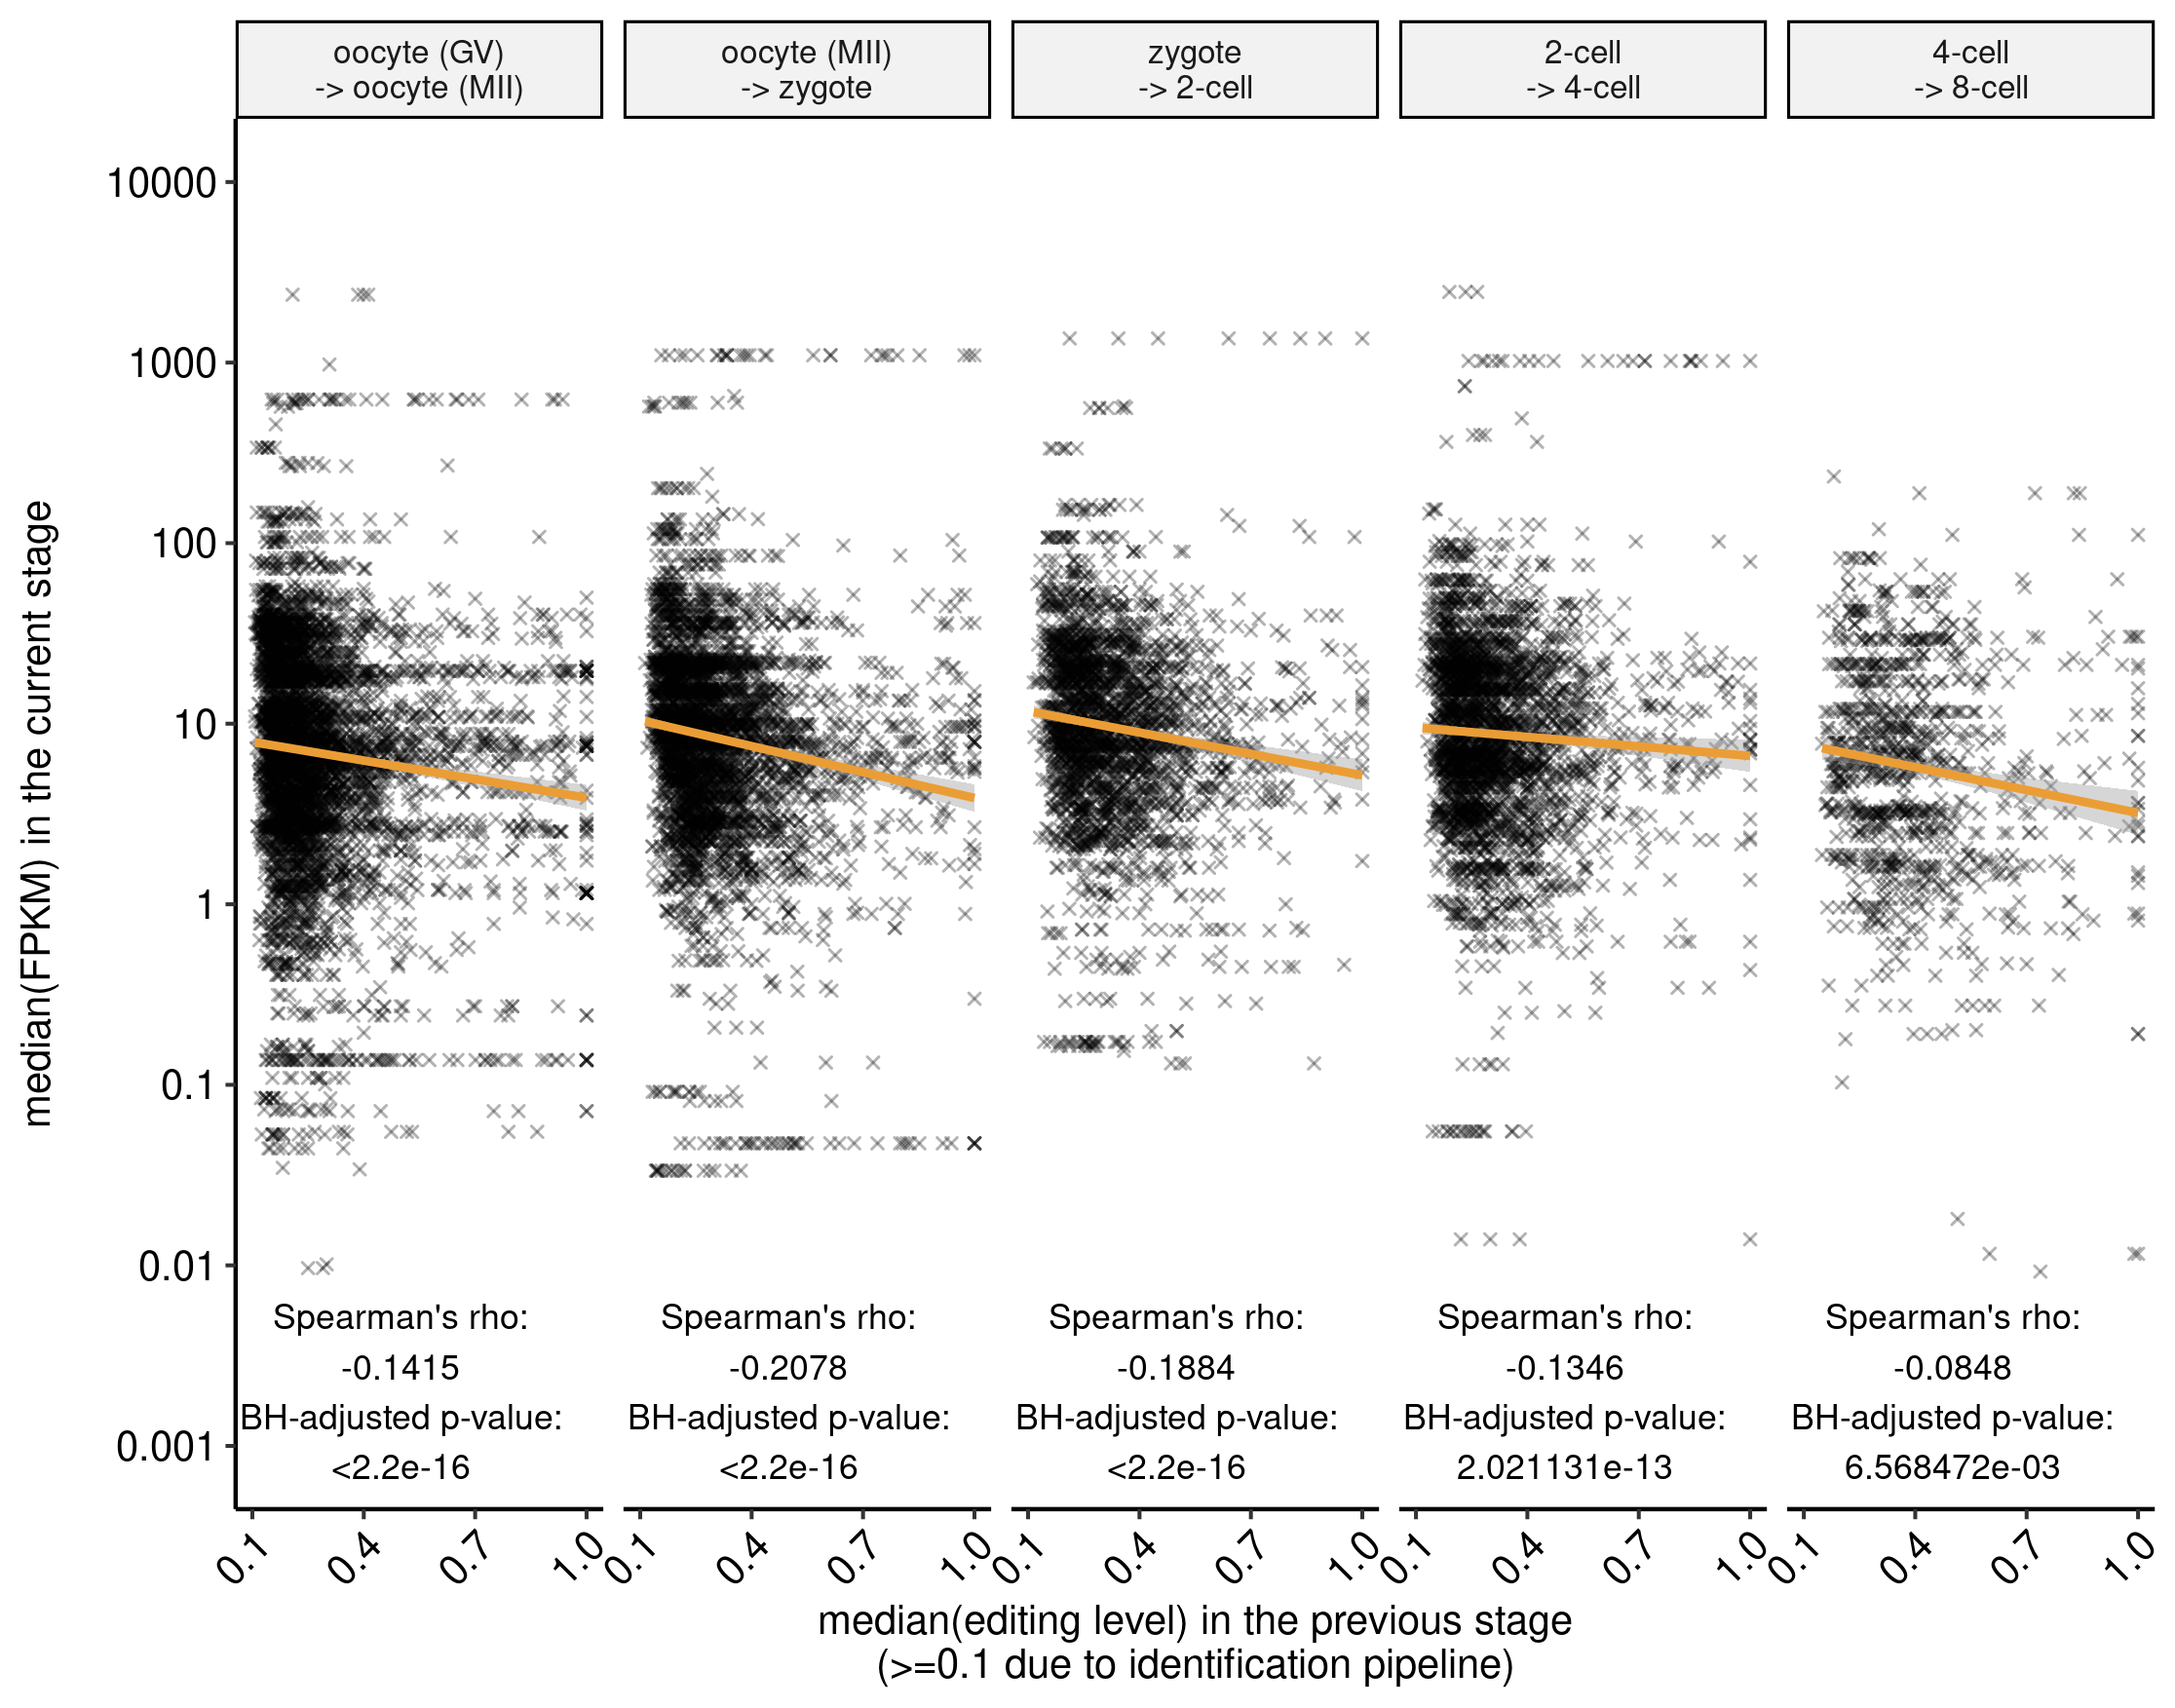 oocyte (GV)
-> oocyte (MII)
oocyte (MII)
-> zygote
zygote
-> 2-cell
2-cell
-> 4-cell
4-cell
-> 8-cell
median(FPKM) in the current stage
10000
1000
100
10
1
0.1
0.01
0.001
Spearman's rho:
-0.1415
BH-adjusted p-value:
<2.2e-16
Spearman's rho:
-0.2078
BH-adjusted p-value:
<2.2e-16
Spearman's rho:
-0.1884
BH-adjusted p-value:
<2.2e-16
Spearman's rho:
-0.1346
BH-adjusted p-value:
2.021131e-13
Spearman's rho:
-0.0848
BH-adjusted p-value:
6.568472e-03
0.1 0.4 0.7 1.0
0.1 0.4 0.7 1.0
0.1 0.4 0.7 1.0
0.1 0.4 0.7 1.0
0.1 0.4 0.7 1.0
median(editing level) in the previous stage
(>=0.1 due to identification pipeline)